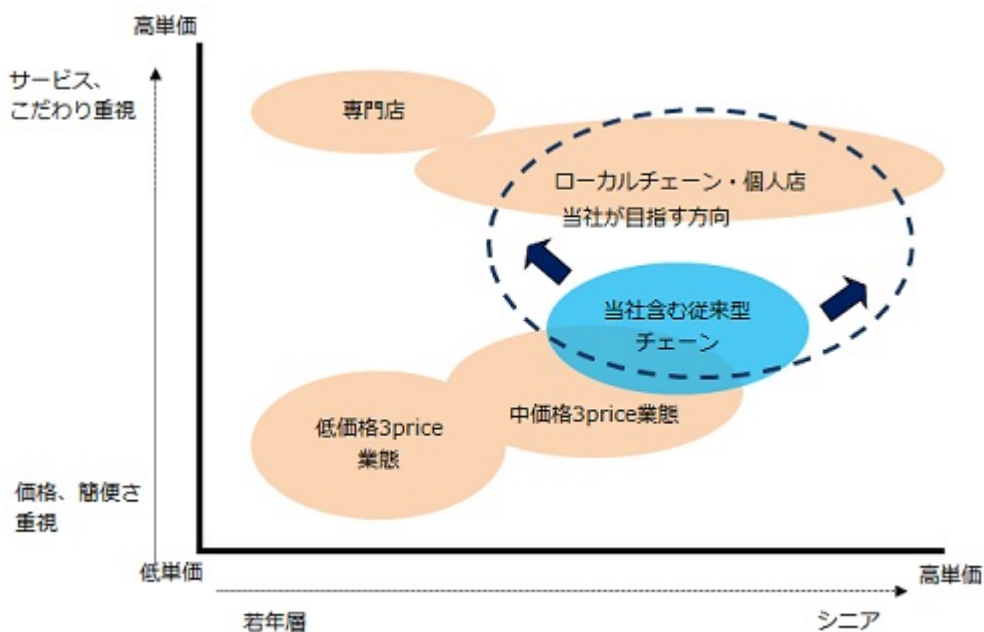 高単価
サービス、
こだわり重視
専門店
ローカルチェーン・個人店
当社が目指す方向
当社含む従来型
チェーン
中価格3price業態
低価格3price
業態
価格、簡便さ
重視
低単価
高単価
若年層
シニア